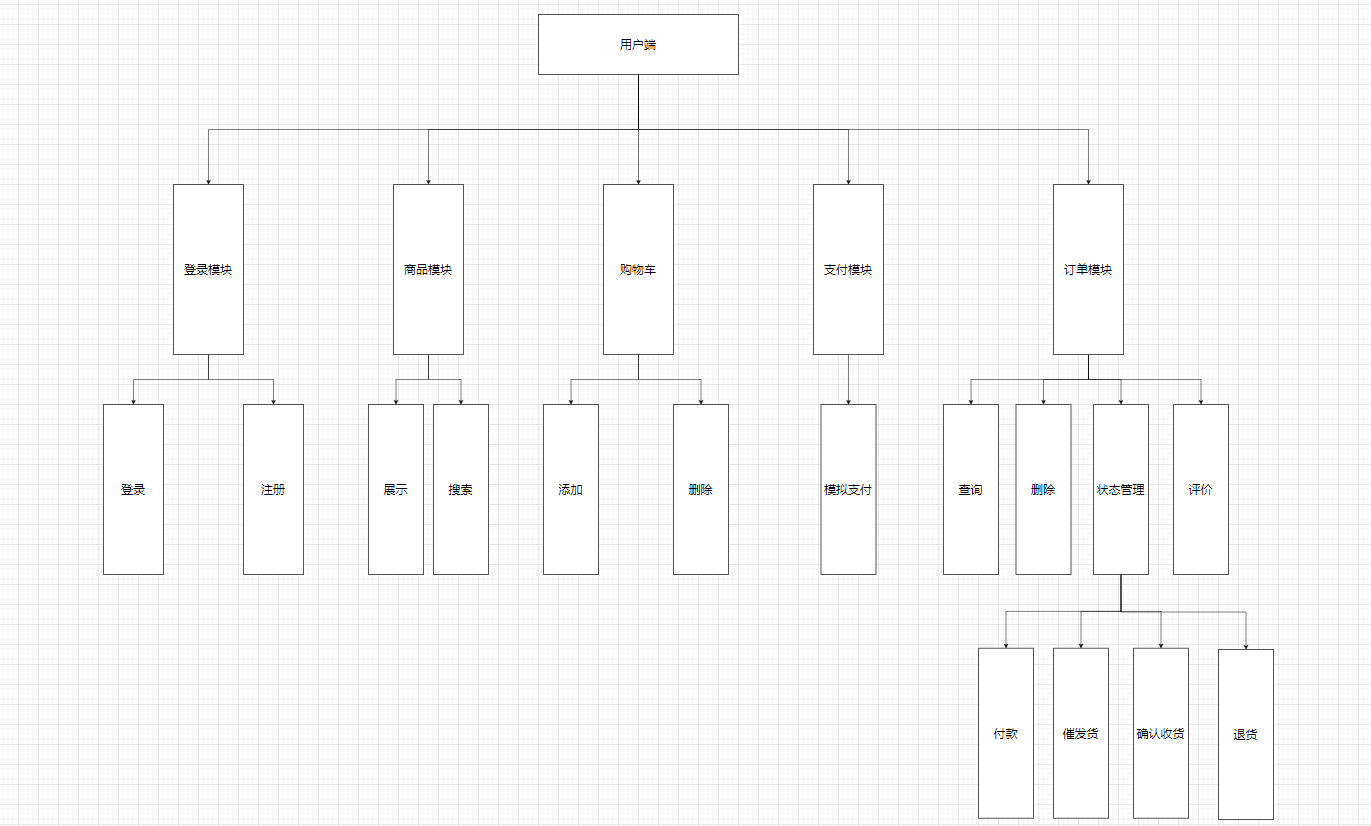 用户端
登录模块
商品模块
购物车
支付模块
订单模块
登录
注册
展示
搜索
添加
删除
模拟支付
查询
删除
状态管理
评价
付款
催发货
确认收货
退货